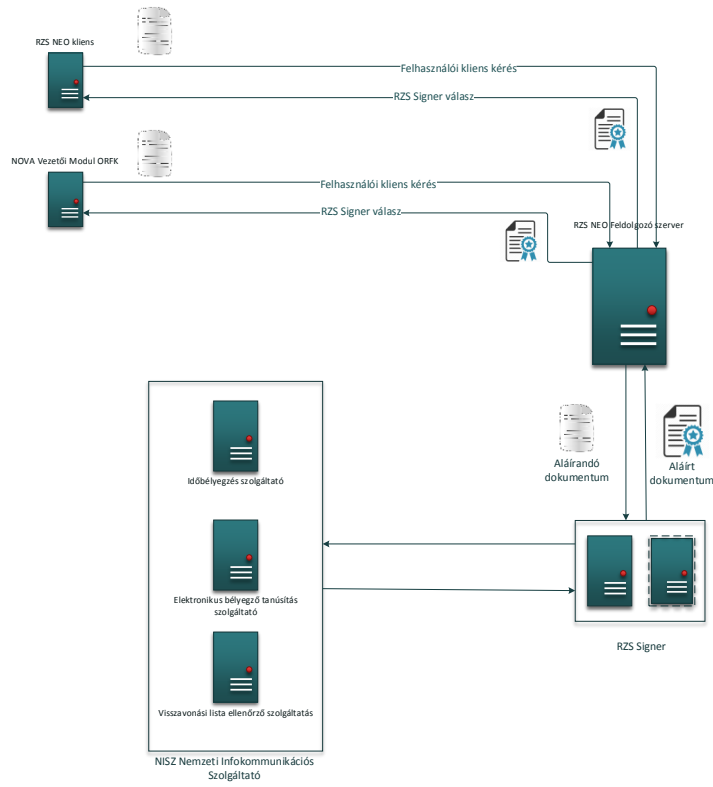 RZS NEO kliens
Felhasználói kliens kérés
RZS Signer válasz
NOVA Vezetői Modul ORFK
Felhasználói kliens kérés
RZS Signer válasz
RZS NEO Feldolgozó szerver
Aláírandó
dokumentum
Aláírt
dokumentum
Időbélyegzés szolgáltató
Elektronikus bélyegző tanúsítás
szolgáltató
Visszavonási lista ellenőrző szolgáltatás
RZS Signer
NISZ Nemzeti Infokommunikációs
Szolgáltató